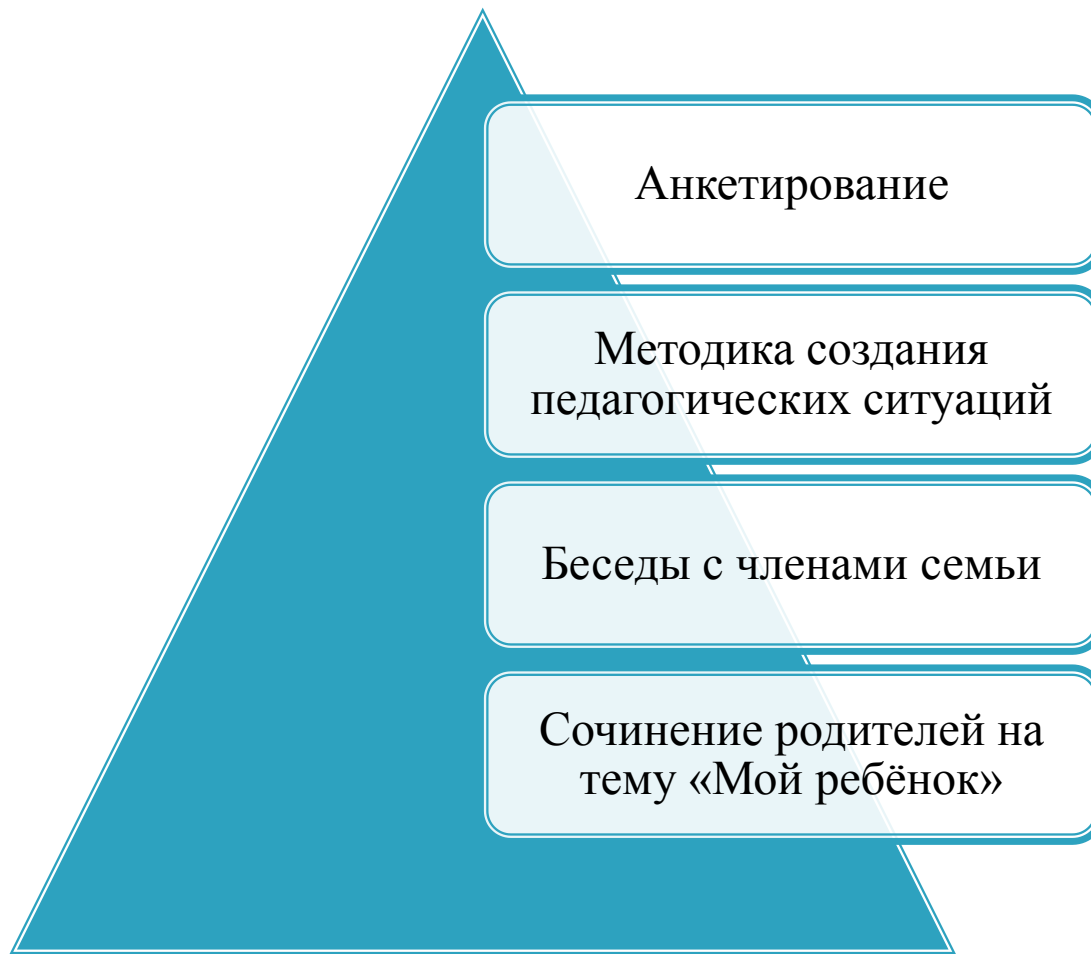 Анкетирование
Методика создания
педагогических ситуаций
Беседы с членами семьи
Сочинение родителей на
тему «Мой ребёнок»